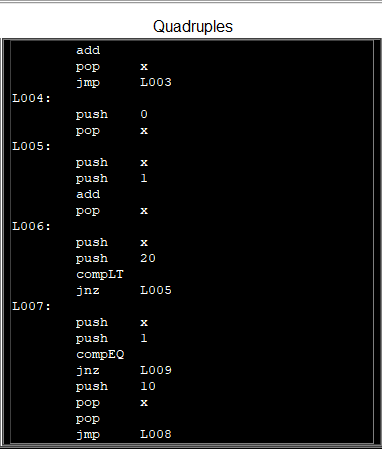 Quadruples
add
pop x
jmp L003
L004:
push 0
pop x
L005:
push x
push 1
add
pop x
L006:
push x
push 20
compLT
jnz L005
L007:
push x
push 1
compEQ
jnz L009
push 10
pop x
pop
jmp L008